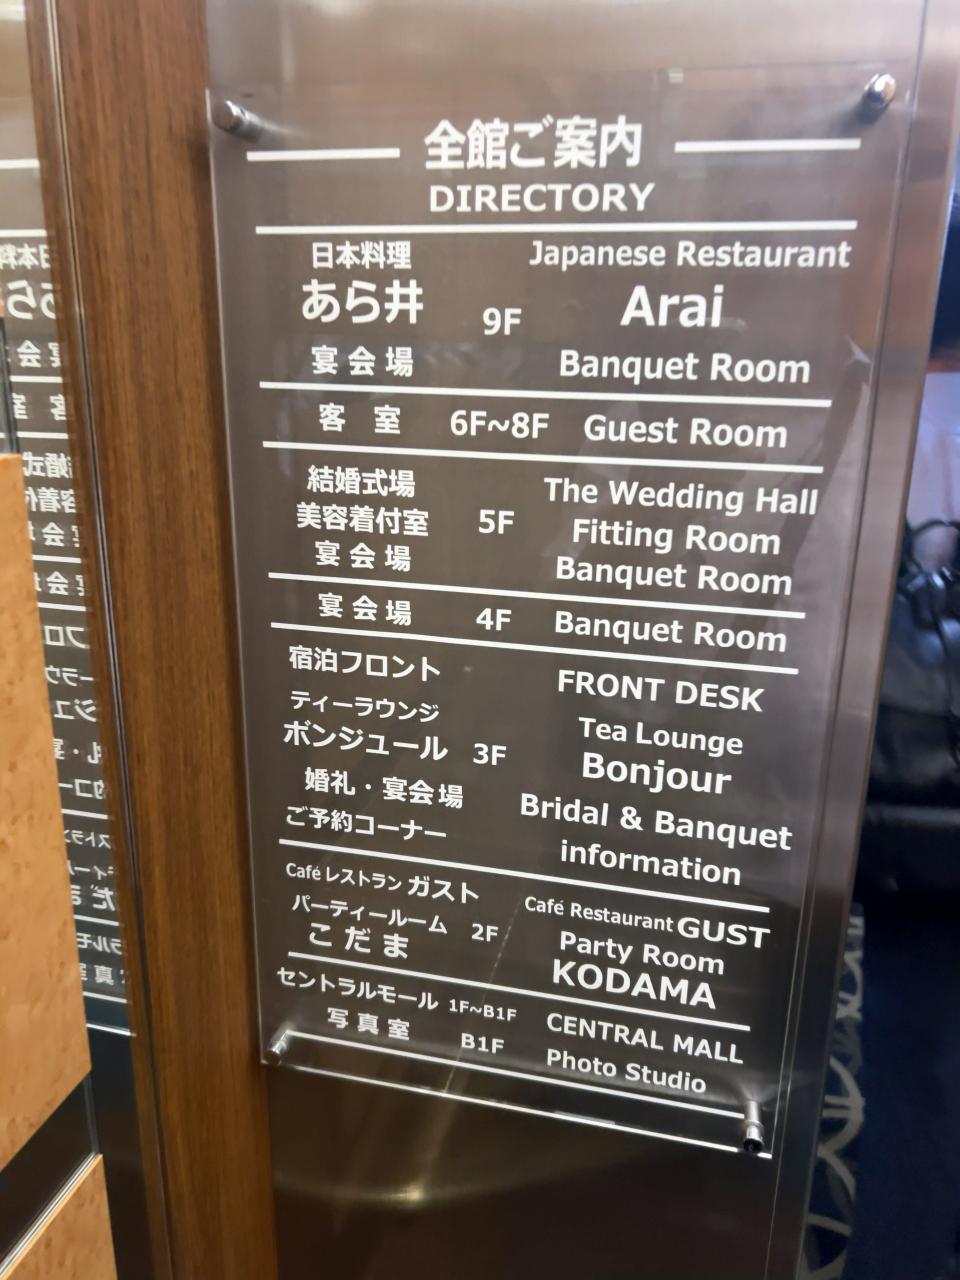 全館ご案内
DIRECTORY
日本料理 Japanese Restaurant
あら井 9F Arai
宴会場 Banquet Room
客室 6F~8F Guest Room
結婚式場 The Wedding Hall
美容着付室 5F Fitting Room
宴会場 Banquet Room
宴会場 4F Banquet Room
宿泊フロント FRONT DESK
ティーラウンジ Tea Lounge
ボンジュール 3F Bonjour
婚礼・宴会場 Bridal & Banquet
ご予約コーナー information
Café レストラン ガスト Café Restaurant GUST
パーティールーム 2F Party Room
こだま KODAMA
セントラルモール 1F~B1F CENTRAL MALL
写真室 B1F Photo Studio